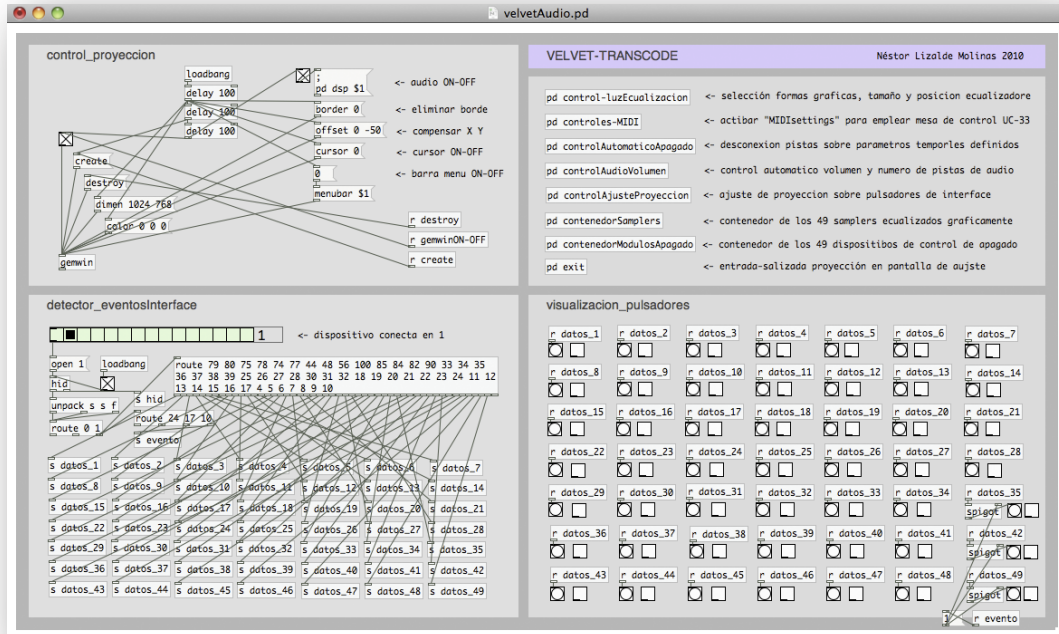 velvetAudio.pd
control_proyeccion
loadbang
delay 100
delay 100
delay 100
create
destroy
dimen 1024 768
color 0 0 0
gemwin
;
pd dsp $1
<- audio ON-OFF
border 0
<- eliminar borde
offset 0 -50
<- compensar X Y
cursor 0
<- cursor ON-OFF
0
<- barra menu ON-OFF
menubar $1
r destroy
r gemwinON-OFF
r create
VELVET-TRANSCODE
Néstor Lizalde Molinas 2010
pd control-luzEcualizacion <- selección formas graficas, tamaño y posicion ecualizadore
pd controles-MIDI <- actibar "MIDIsettings" para emplear mesa de control UC-33
pd controlAutomaticoApagado <- desconexion pistas sobre parametros temporles definidos
pd controlAudioVolumen <- control automatico volumen y numero de pistas de audio
pd controlAjusteProyeccion <- ajuste de proyeccion sobre pulsadores de interface
pd contenedorSamplers <- contenedor de los 49 samplers ecualizados graficamente
pd contenedorModulosApagado <- contenedor de los 49 dispositibos de control de apagado
pd exit <- entrada-salizada proyección en pantalla de aujste
detector_eventosInterface
1 <- dispositivo conecta en 1
open 1
loadbang
hid
unpack s s f
route 0 1
s hid
route 24 17 10
s evento
route 79 80 75 78 74 77 44 48 56 100 85 84 82 90 33 34 35
36 37 38 39 25 26 27 28 30 31 32 18 19 20 21 22 23 24 11 12
13 14 15 16 17 4 5 6 7 8 9 10
s datos_1 s datos_2 s datos_3 s datos_4 s datos_5 s datos_6 s datos_7
s datos_8 s datos_9 s datos_10 s datos_11 s datos_12 s datos_13 s datos_14
s datos_15 s datos_16 s datos_17 s datos_18 s datos_19 s datos_20 s datos_21
s datos_22 s datos_23 s datos_24 s datos_25 s datos_26 s datos_27 s datos_28
s datos_29 s datos_30 s datos_31 s datos_32 s datos_33 s datos_34 s datos_35
s datos_36 s datos_37 s datos_38 s datos_39 s datos_40 s datos_41 s datos_42
s datos_43 s datos_44 s datos_45 s datos_46 s datos_47 s datos_48 s datos_49
visualizacion_pulsadores
r datos_1 r datos_2 r datos_3 r datos_4 r datos_5 r datos_6 r datos_7
r datos_8 r datos_9 r datos_10 r datos_11 r datos_12 r datos_13 r datos_14
r datos_15 r datos_16 r datos_17 r datos_18 r datos_19 r datos_20 r datos_21
r datos_22 r datos_23 r datos_24 r datos_25 r datos_26 r datos_27 r datos_28
r datos_29 r datos_30 r datos_31 r datos_32 r datos_33 r datos_34 r datos_35
spigot
r datos_36 r datos_37 r datos_38 r datos_39 r datos_40 r datos_41 r datos_42
spigot
r datos_43 r datos_44 r datos_45 r datos_46 r datos_47 r datos_48 r datos_49
spigot
r evento